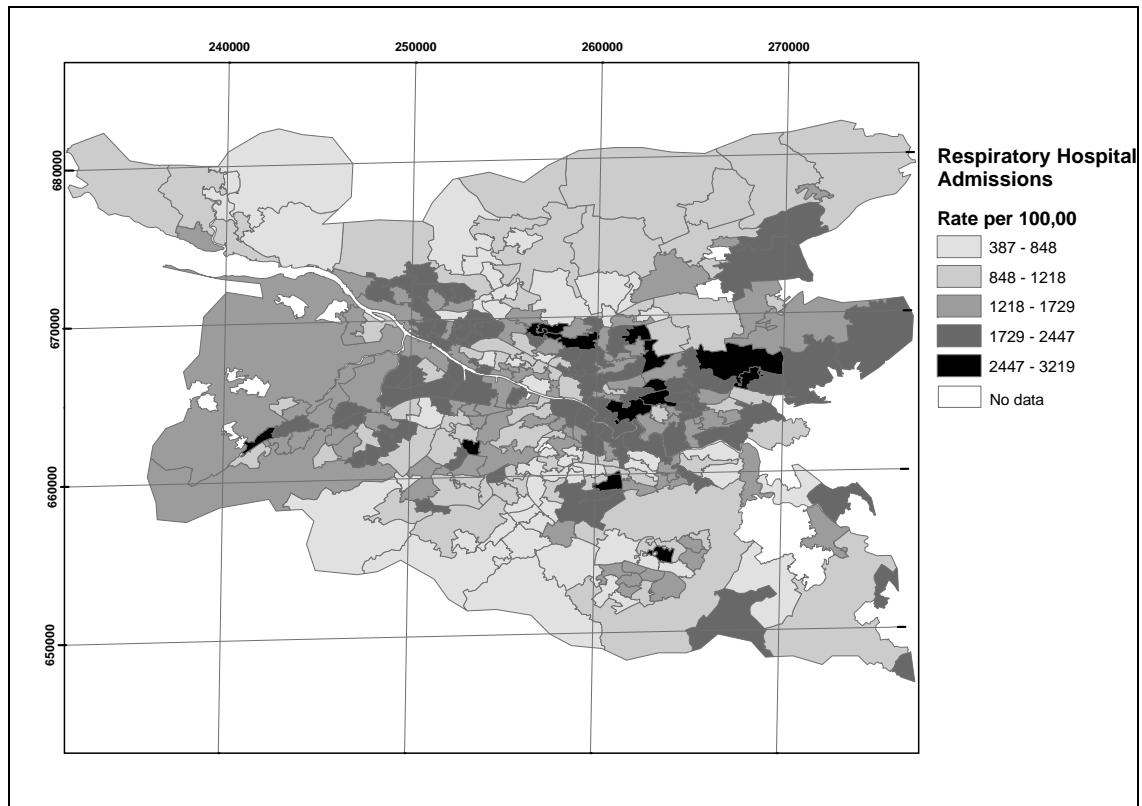 240000
250000
260000
270000
680000
670000
660000
650000
Respiratory Hospital
Admissions
Rate per 100,00
387 - 848
848 - 1218
1218 - 1729
1729 - 2447
2447 - 3219
No data